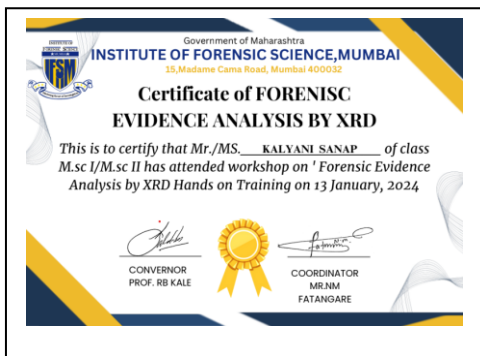 Government of Maharashtra
INSTITUTE OF FORENSIC SCIENCE,MUMBAI
15,Madame Cama Road, Mumbai 400032
IFSM
Certificate of FORENISC
EVIDENCE ANALYSIS BY XRD
This is to certify that Mr./MS. KALYANI SANAP of class
M.sc I/M.sc II has attended workshop on ' Forensic Evidence
Analysis by XRD Hands on Training on 13 January, 2024
CONVERNOR
PROF. RB KALE
COORDINATOR
MR.NM
FATANGARE